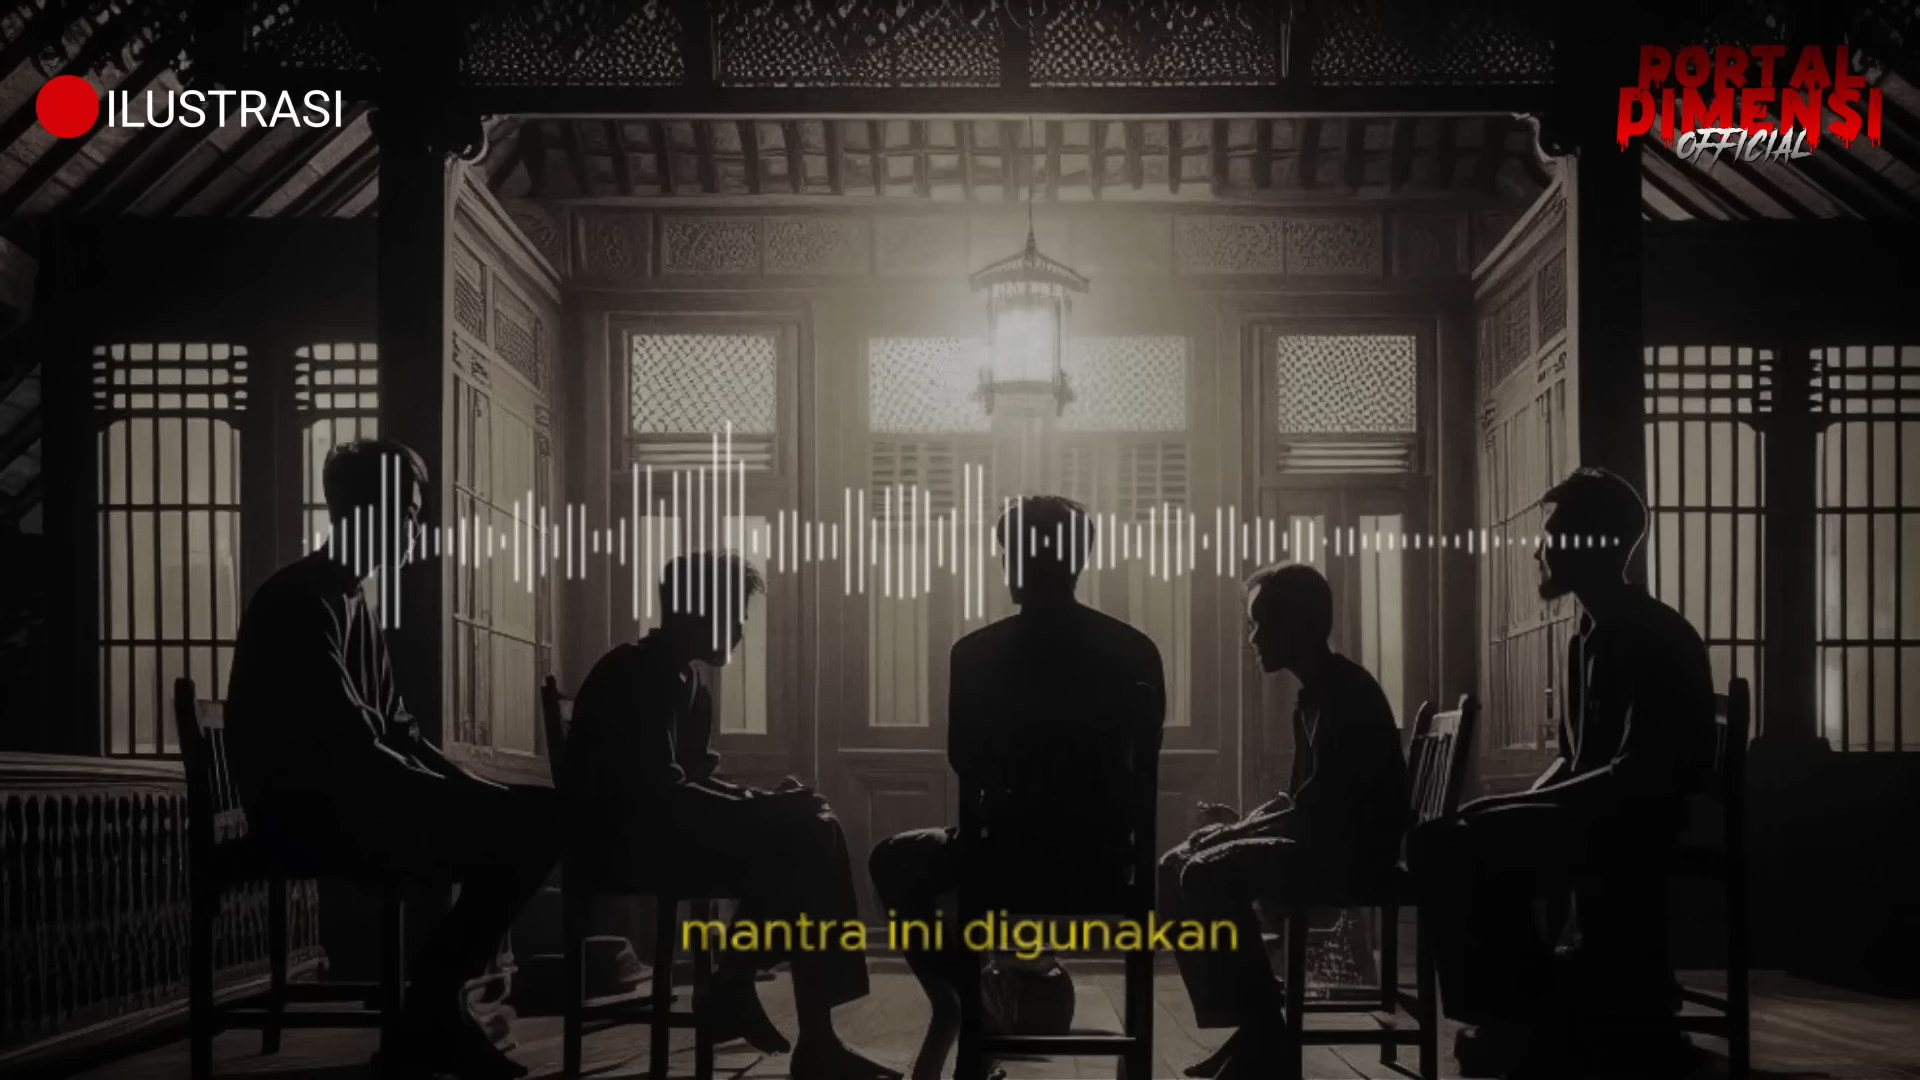 ILUSTRASI
PORTAL
DIMENSI
OFFICIAL
mantra ini digunakan